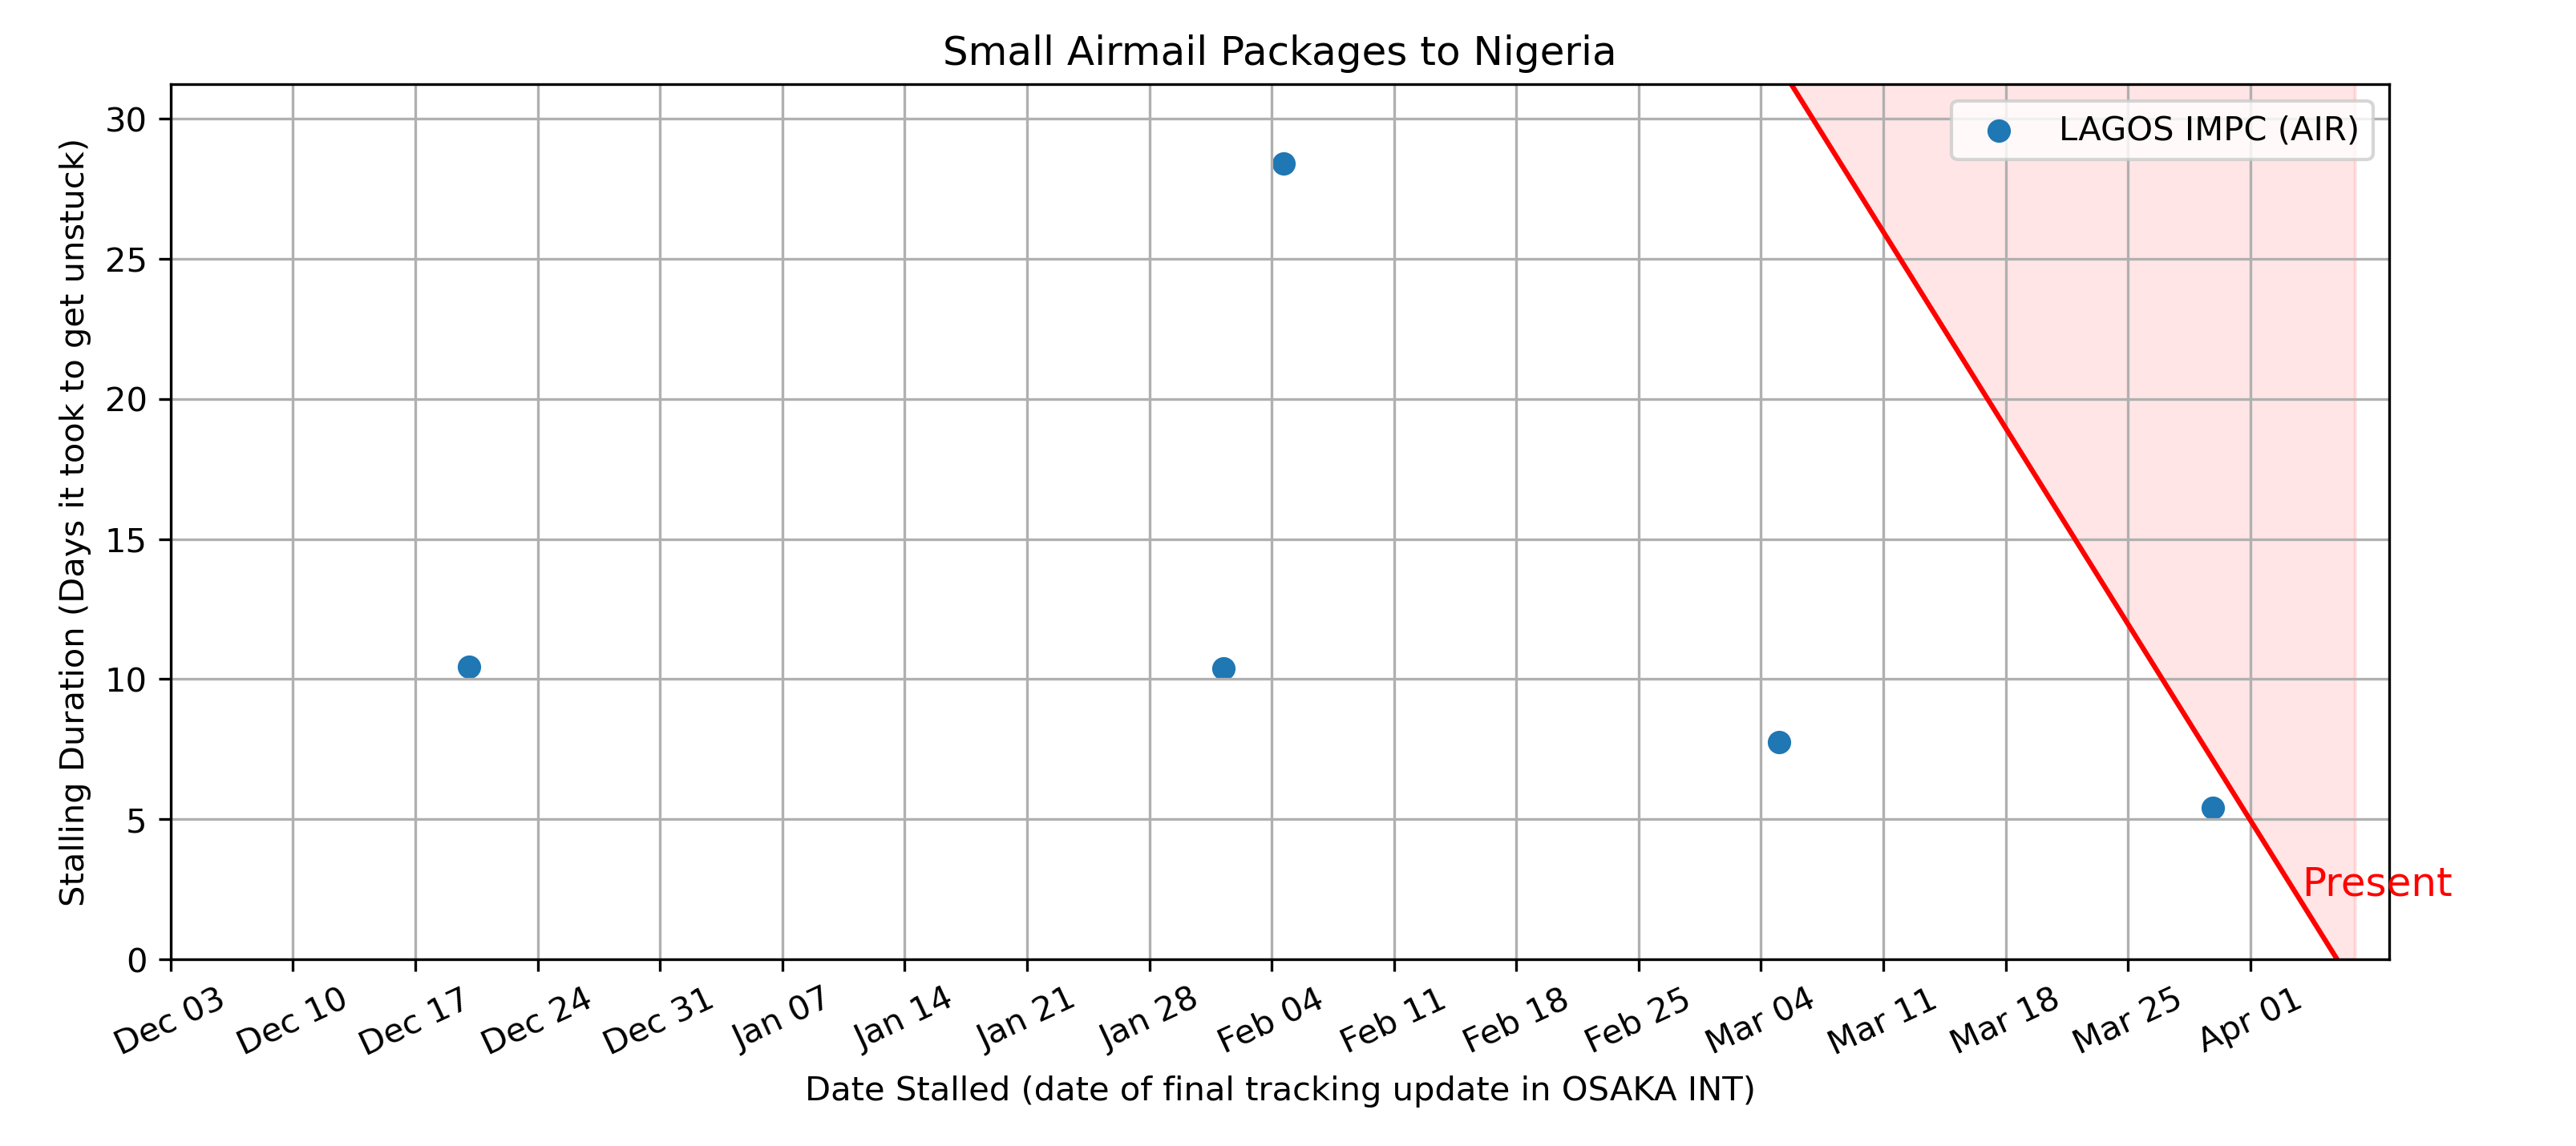 Small Airmail Packages to Nigeria
LAGOS IMPC (AIR)
Stalling Duration (Days it took to get unstuck)
30
25
20
15
10
5
0
Present
Dec 03
Dec 10
Dec 17
Dec 24
Dec 31
Jan 07
Jan 14
Jan 21
Jan 28
Feb 04
Feb 11
Feb 18
Feb 25
Mar 04
Mar 11
Mar 18
Mar 25
Apr 01
Date Stalled (date of final tracking update in OSAKA INT)